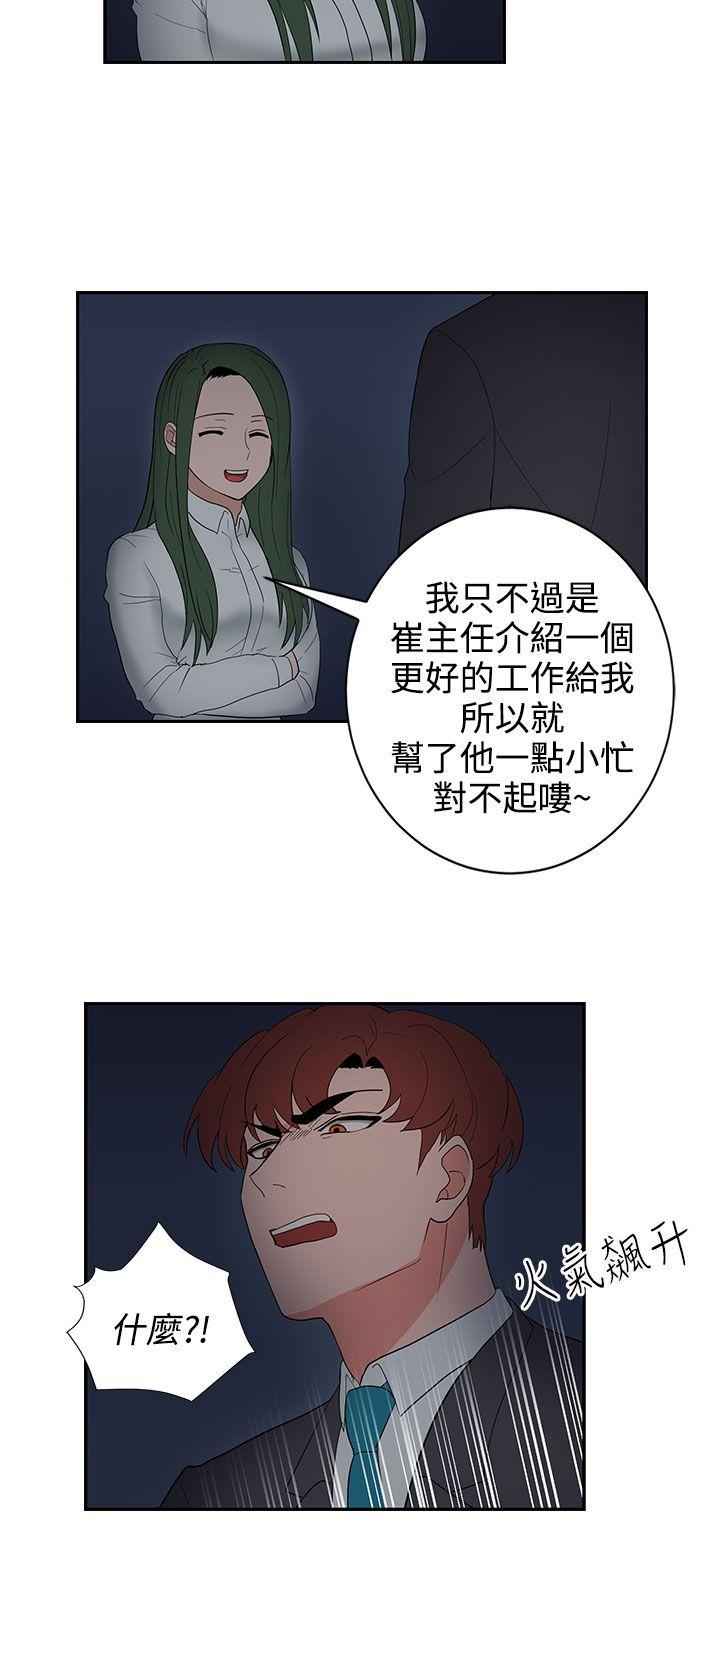 我只不過是
崔主任介紹一個
更好的工作給我
所以就
幫了他一點小忙
對不起嘍~
火氣飆升
什麼?!